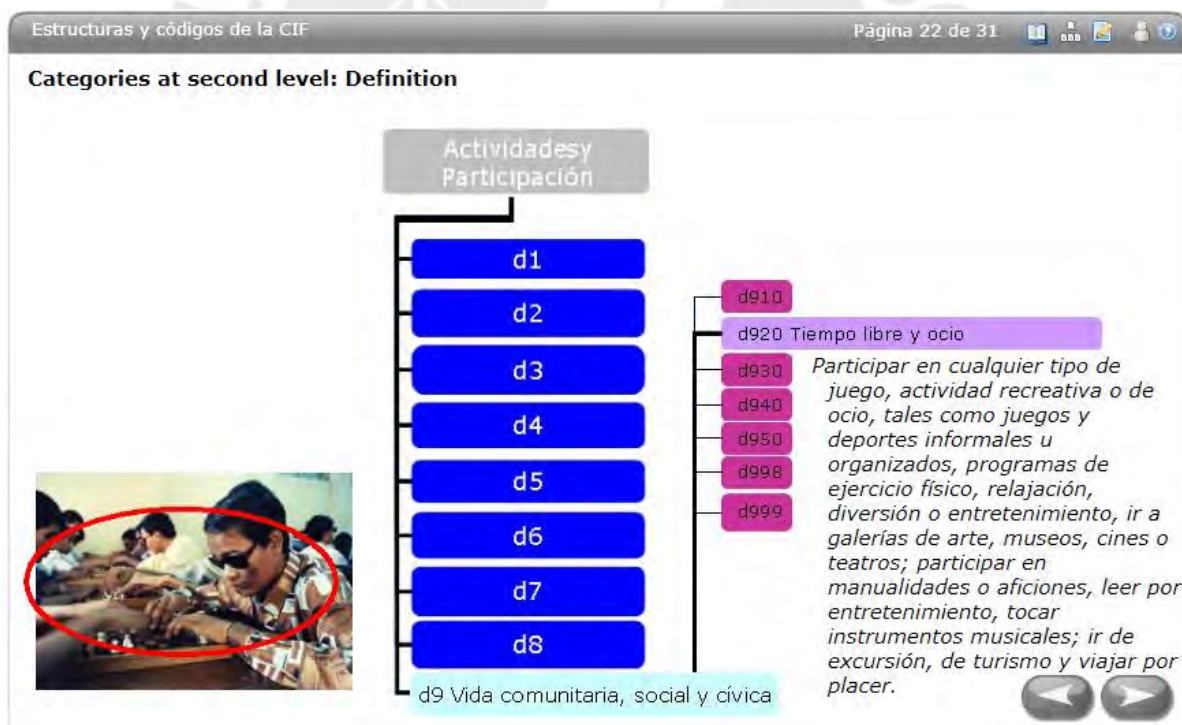 Estructuras y códigos de la CIF
Página 22 de 31
Categories at second level: Definition
Actividadesy
Participación
d1
d2
d3
d4
d5
d6
d7
d8
d9 Vida comunitaria, social y cívica
d910
d920 Tiempo libre y ocio
d930
d940
d950
d998
d999
Participar en cualquier tipo de
juego, actividad recreativa o de
ocio, tales como juegos y
deportes informales u
organizados, programas de
ejercicio físico, relajación,
diversión o entretenimiento, ir a
galerías de arte, museos, cines o
teatros; participar en
manualidades o aficiones, leer por
entretenimiento, tocar
instrumentos musicales; ir de
excursión, de turismo y viajar por
placer.